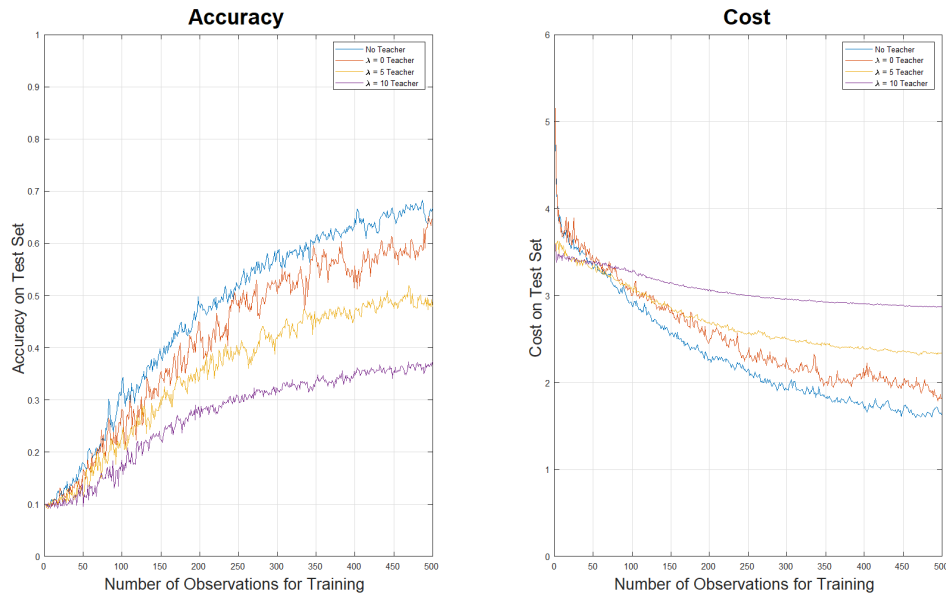 Accuracy
Accuracy on Test Set
1
0.9
0.8
0.7
0.6
0.5
0.4
0.3
0.2
0.1
0
0 50 100 150 200 250 300 350 400 450 500
Number of Observations for Training
No Teacher
λ = 0 Teacher
λ = 5 Teacher
λ = 10 Teacher
Cost
Cost on Test Set
6
5
4
3
2
1
0
0 50 100 150 200 250 300 350 400 450 500
Number of Observations for Training
No Teacher
λ = 0 Teacher
λ = 5 Teacher
λ = 10 Teacher